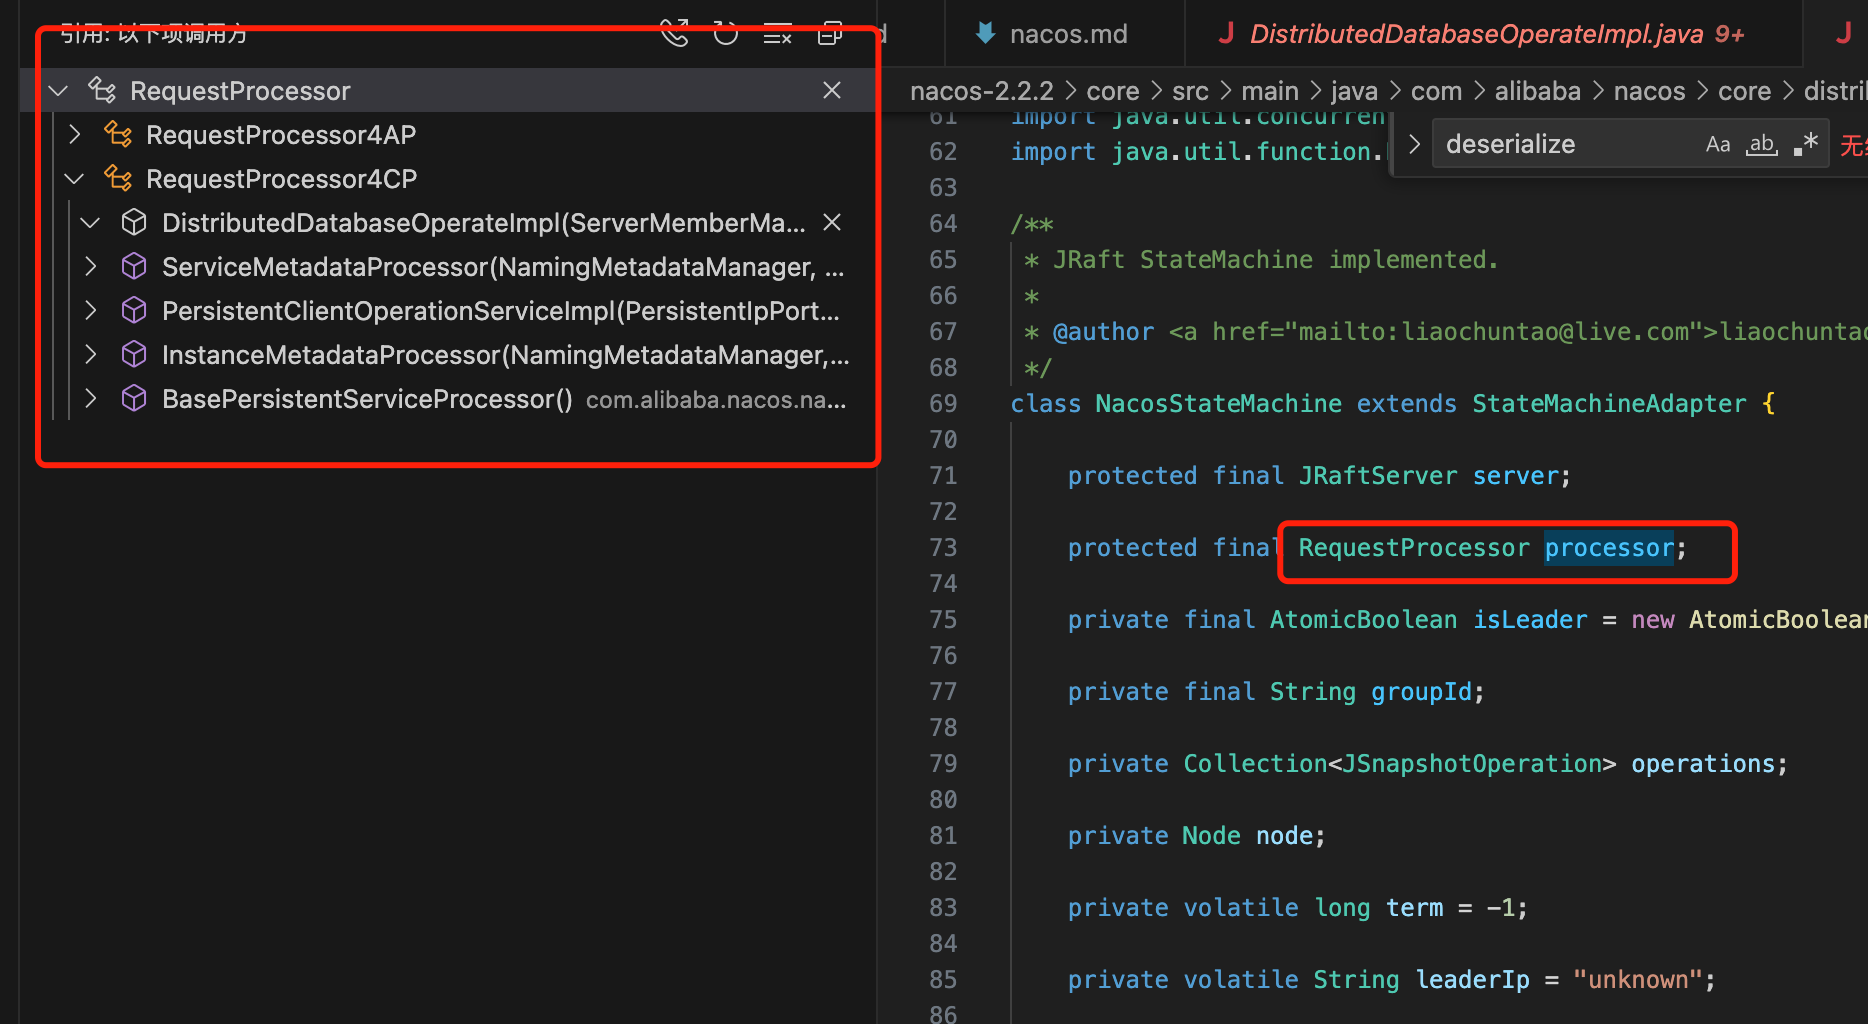 引用: 以下项调用方
RequestProcessor
RequestProcessor4AP
RequestProcessor4CP
DistributedDatabaseOperateImpl(ServerMemberMa...
ServiceMetadataProcessor(NamingMetadataManager, ...
PersistentClientOperationServiceImpl(PersistentIpPort...
InstanceMetadataProcessor(NamingMetadataManager,...
BasePersistentServiceProcessor() com.alibaba.nacos.na...
d nacos.md J DistributedDatabaseOperateImpl.java 9+ J
nacos-2.2.2 > core > src > main > java > com > alibaba > nacos > core > distri
deserialize Aa ab .* 无
61 import java.util.concurren
62 import java.util.function.
63
64 /**
65 * JRaft StateMachine implemented.
66 *
67 * @author <a href="mailto:liaochuntao@live.com">liaochuntao
68 */
69 class NacosStateMachine extends StateMachineAdapter {
70
71 protected final JRaftServer server;
72
73 protected final RequestProcessor processor;
74
75 private final AtomicBoolean isLeader = new AtomicBoolean
76
77 private final String groupId;
78
79 private Collection<JSnapshotOperation> operations;
80
81 private Node node;
82
83 private volatile long term = -1;
84
85 private volatile String leaderIp = "unknown";
86